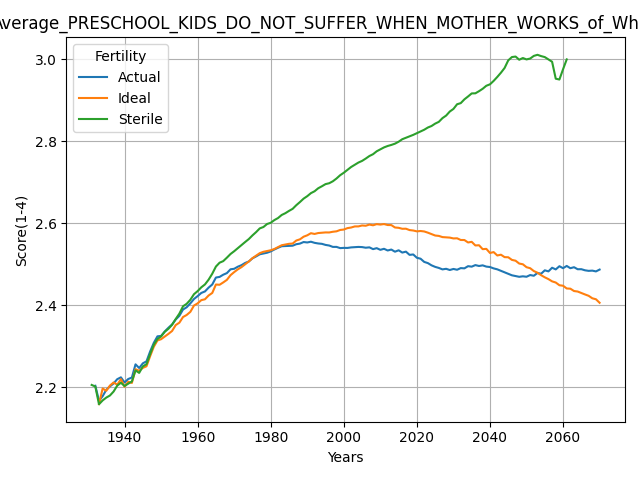 verage_PRESCHOOL_KIDS_DO_NOT_SUFFER_WHEN_MOTHER_WORKS_of_Wh
Fertility
Actual
Ideal
Sterile
Score(1-4)
3.0
2.8
2.6
2.4
2.2
1940 1960 1980 2000 2020 2040 2060
Years